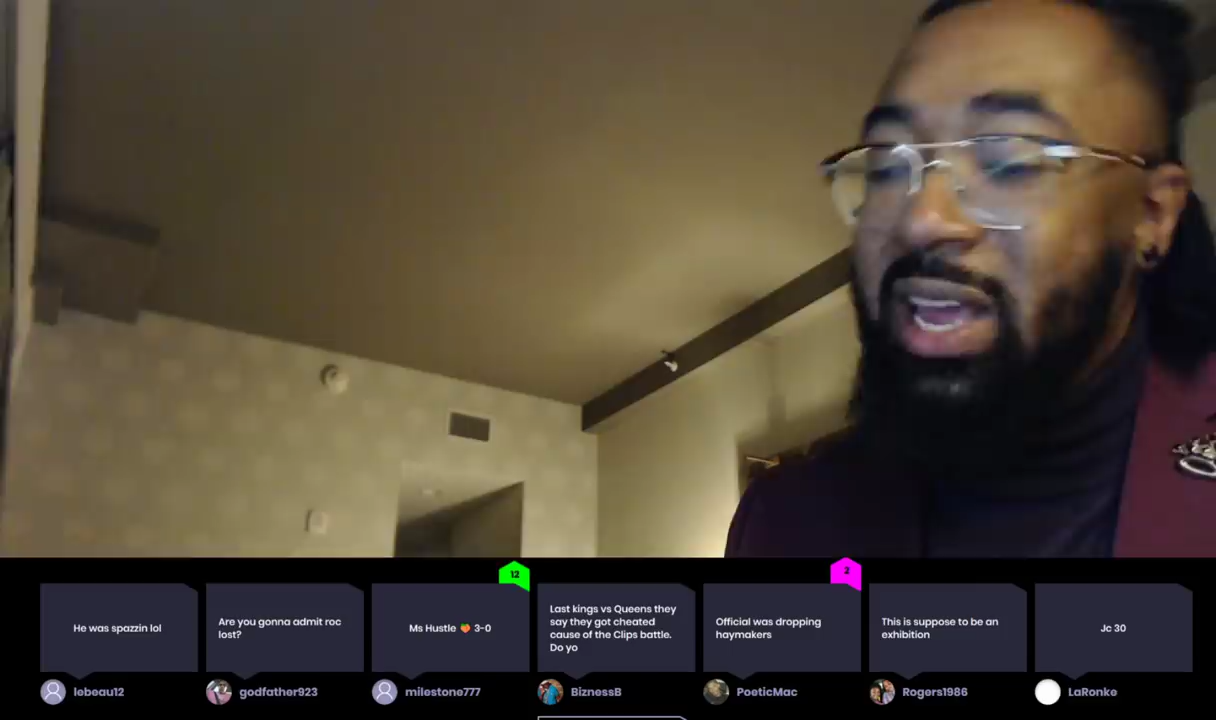 12
2
He was spazzin lol
Are you gonna admit roc
lost?
Ms Hustle 🍑 3-0
Last kings vs Queens they
say they got cheated
cause of the Clips battle.
Do yo
Official was dropping
haymakers
This is suppose to be an
exhibition
Jc 30
lebeau12
godfather923
milestone777
BiznessB
PoeticMac
Rogers1986
LaRonke